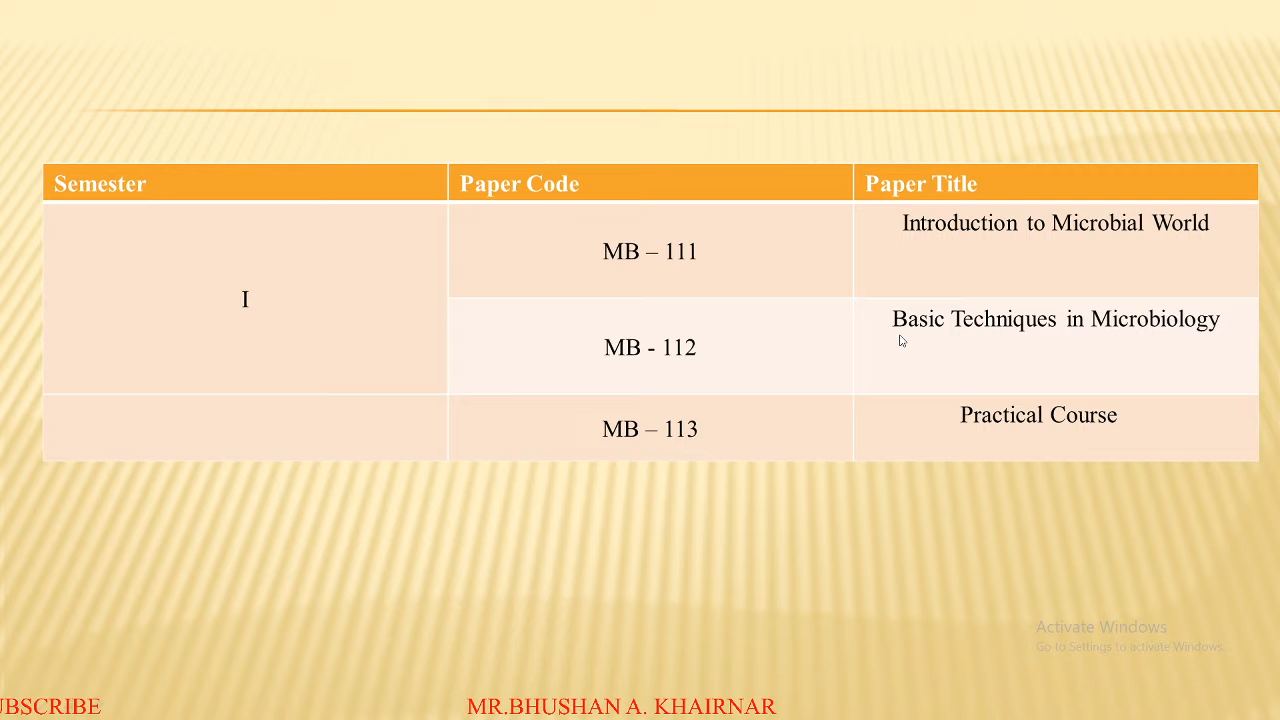 Semester Paper Code Paper Title
I MB – 111 Introduction to Microbial World
MB - 112 Basic Techniques in Microbiology
MB – 113 Practical Course
Activate Windows
Go to Settings to activate Windows.
UBSCRIBE MR.BHUSHAN A. KHAIRNAR